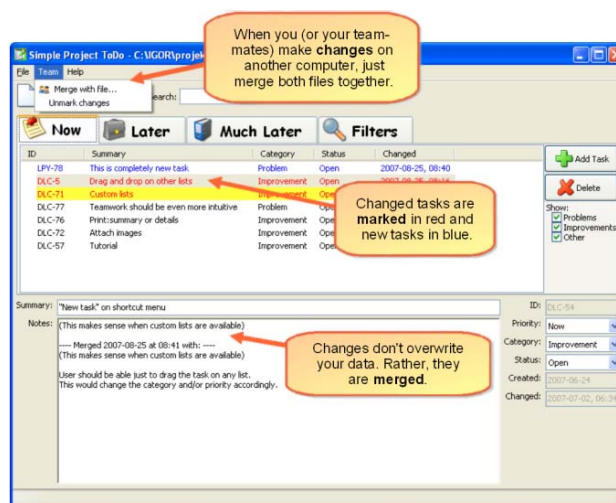 When you (or your team-
mates) make changes on
another computer, just
merge both files together.
Simple Project ToDo - C:\IGOR\projek
File Team Help
Merge with file...
Unmark changes
Search:
Now Later Much Later Filters
ID Summary Category Status Changed
LPY-78 This is completely new task Problem Open 2007-08-25, 08:40
DLC-5 Drag and drop on other lists Improvement Open
DLC-71 Custom lists Improvement Ope
DLC-77 Teamwork should be even more intuitive Problem Ope
DLC-76 Print:summary or details Improvement Ope
DLC-72 Attach images Improvement Ope
DLC-57 Tutorial Improvement Ope
Changed tasks are
marked in red and
new tasks in blue.
Add Task
Delete
Show:
Problems
Improvements
Other
Summary: "New task" on shortcut menu
Notes: (This makes sense when custom lists are available)
---- Merged 2007-08-25 at 08:41 with: ----
(This makes sense when custom lists are available)
User should be able just to drag the task on any list.
This would change the category and/or priority accordingly.
Changes don't overwrite
your data. Rather, they
are merged.
ID: DLC-54
Priority: Now
Category: Improvement
Status: Open
Created: 2007-06-24
Changed: 2007-07-02, 06:34